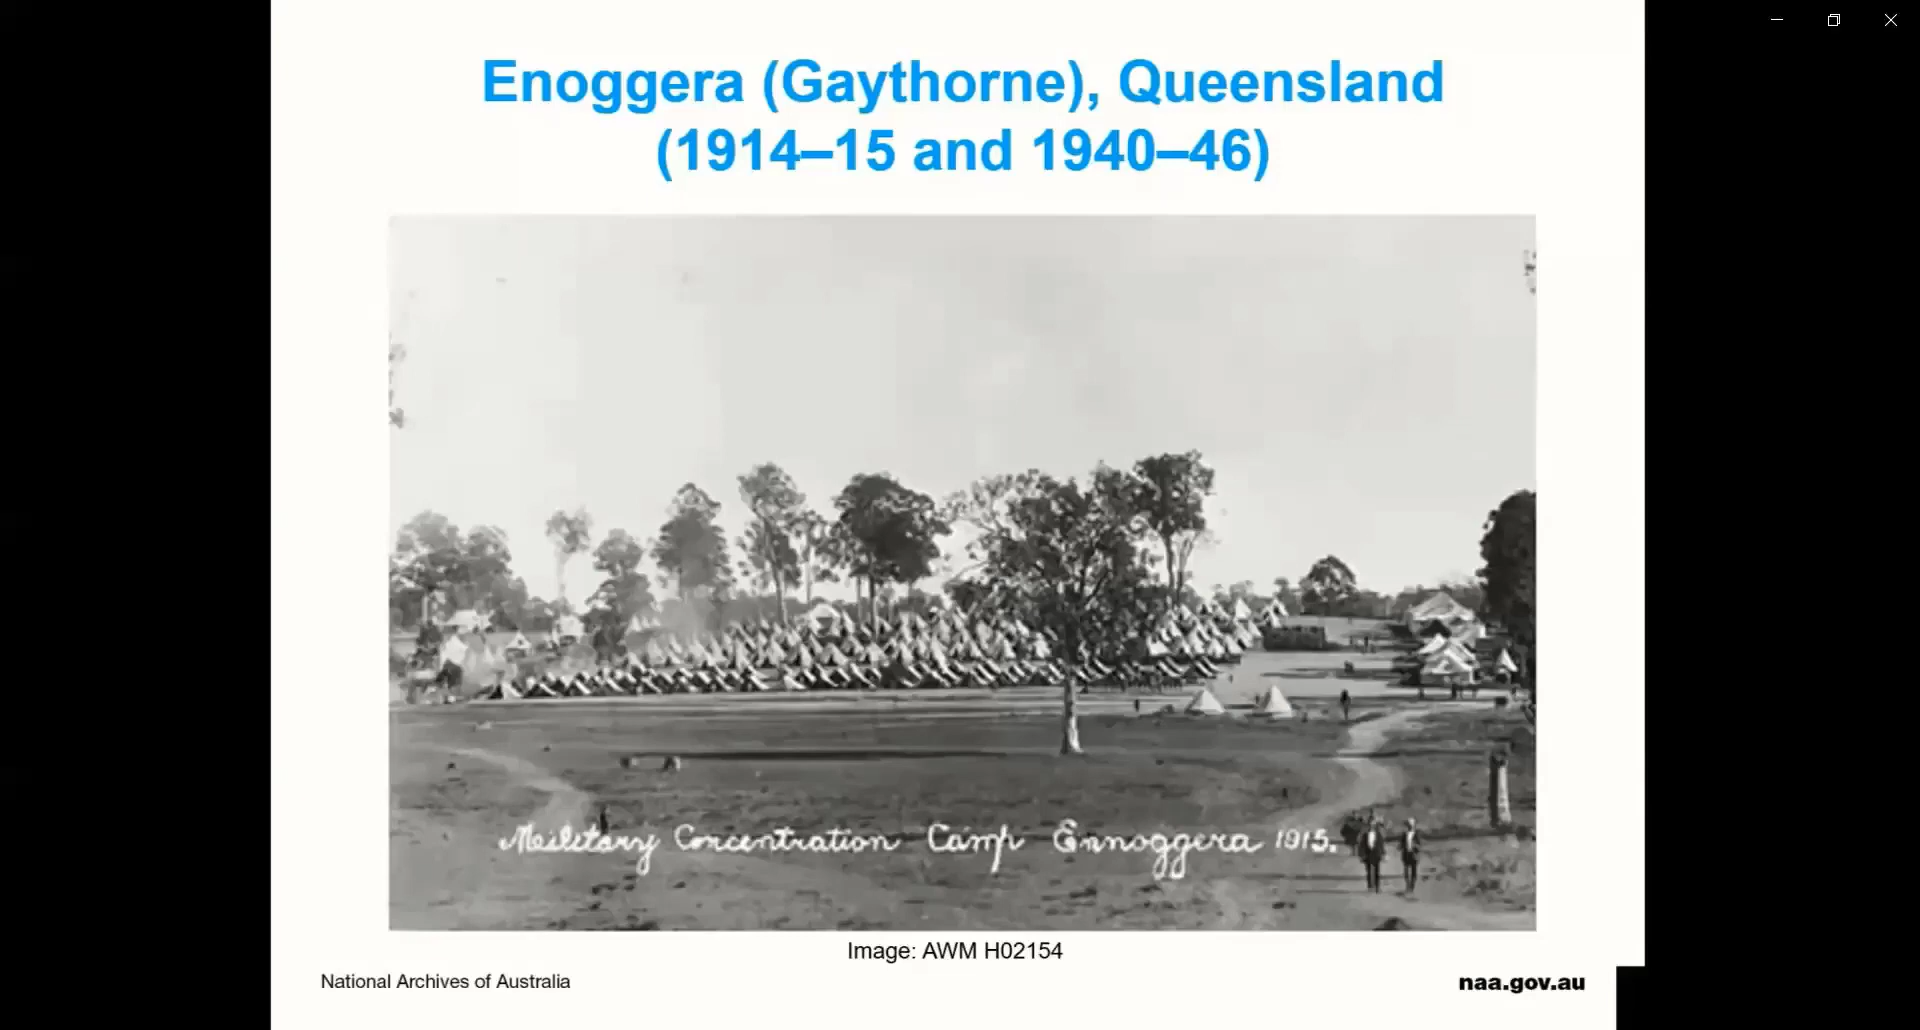 Enoggera (Gaythorne), Queensland
(1914–15 and 1940–46)
Military Concentration Camp Ennoggera 1915.
Image: AWM H02154
National Archives of Australia
naa.gov.au